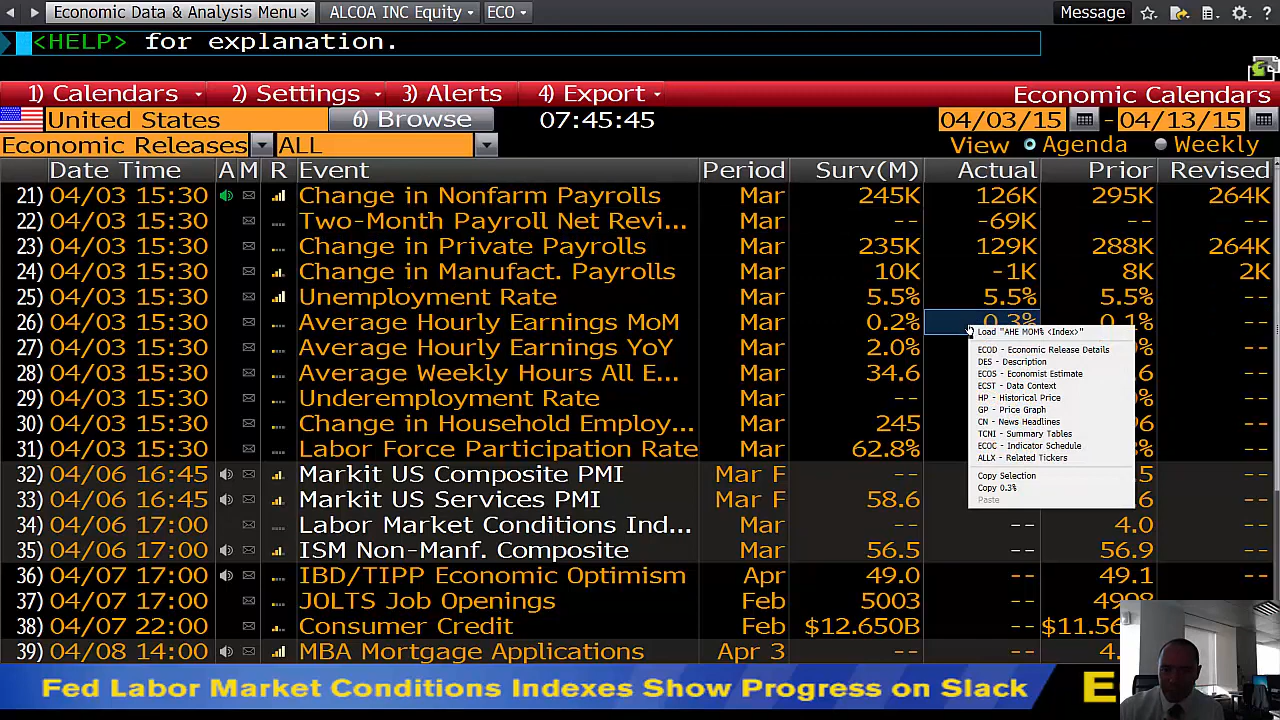 Economic Data & Analysis Menu ALCOA INC Equity ECO Message ?
<HELP> for explanation.
1) Calendars 2) Settings 3) Alerts 4) Export Economic Calendars
United States 6) Browse 07:45:45 04/03/15 - 04/13/15
Economic Releases ALL View Agenda Weekly
Date Time A M R Event Period Surv(M) Actual Prior Revised
21) 04/03 15:30 Change in Nonfarm Payrolls Mar 245K 126K 295K 264K
22) 04/03 15:30 Two-Month Payroll Net Revi... Mar -- -69K -- --
23) 04/03 15:30 Change in Private Payrolls Mar 235K 129K 288K 264K
24) 04/03 15:30 Change in Manufact. Payrolls Mar 10K -1K 8K 2K
25) 04/03 15:30 Unemployment Rate Mar 5.5% 5.5% 5.5% --
26) 04/03 15:30 Average Hourly Earnings MoM Mar 0.2% 0.3% 0.1% --
27) 04/03 15:30 Average Hourly Earnings YoY Mar 2.0% --
28) 04/03 15:30 Average Weekly Hours All E... Mar 34.6 --
29) 04/03 15:30 Underemployment Rate Mar -- --
30) 04/03 15:30 Change in Household Employ... Mar 245 --
31) 04/03 15:30 Labor Force Participation Rate Mar 62.8% --
32) 04/06 16:45 Markit US Composite PMI Mar F -- --
33) 04/06 16:45 Markit US Services PMI Mar F 58.6 --
34) 04/06 17:00 Labor Market Conditions Ind... Mar -- -- 4.0 --
35) 04/06 17:00 ISM Non-Manf. Composite Mar 56.5 -- 56.9 --
36) 04/07 17:00 IBD/TIPP Economic Optimism Apr 49.0 -- 49.1 --
37) 04/07 17:00 JOLTS Job Openings Feb 5003 -- 4998 --
38) 04/07 22:00 Consumer Credit Feb $12.650B --
39) 04/08 14:00 MBA Mortgage Applications Apr 3 -- --
Load "AHE MOM% <Index>"
ECOD - Economic Release Details
DES - Description
ECOS - Economist Estimate
ECST - Data Context
HP - Historical Price
GP - Price Graph
CN - News Headlines
TCNI - Summary Tables
ECOC - Indicator Schedule
ALLX - Related Tickers
Copy Selection
Copy 0.3%
Paste
Fed Labor Market Conditions Indexes Show Progress on Slack E